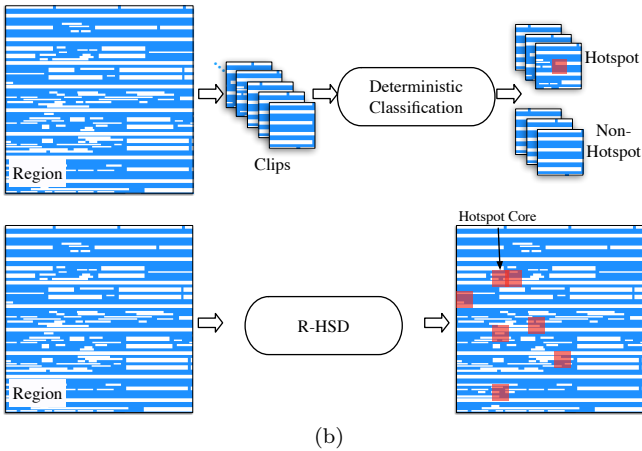 Region
Clips
Deterministic
Classification
Hotspot
Non-
Hotspot
Region
R-HSD
Hotspot Core
(b)